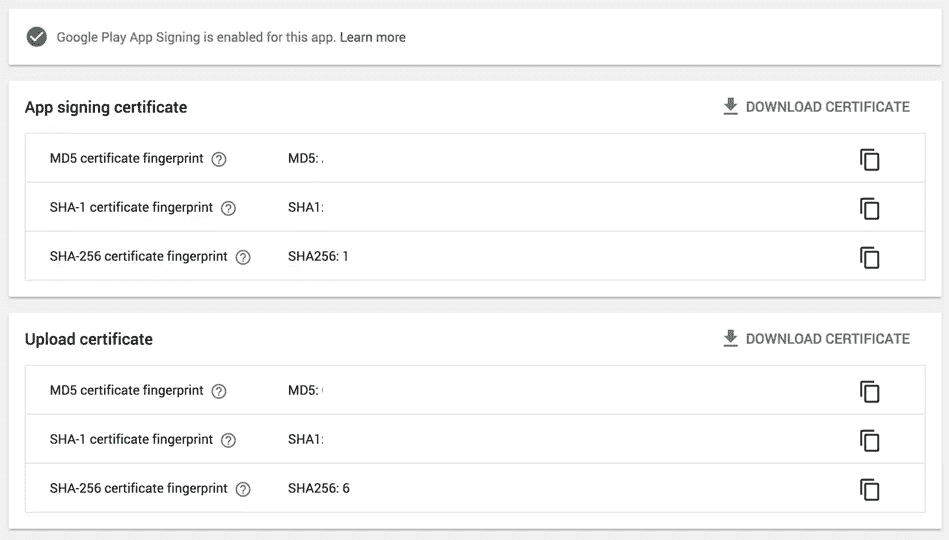 Google Play App Signing is enabled for this app. Learn more
App signing certificate DOWNLOAD CERTIFICATE
MD5 certificate fingerprint ? MD5:
SHA-1 certificate fingerprint ? SHA1:
SHA-256 certificate fingerprint ? SHA256: 1
Upload certificate DOWNLOAD CERTIFICATE
MD5 certificate fingerprint ? MD5:
SHA-1 certificate fingerprint ? SHA1:
SHA-256 certificate fingerprint ? SHA256: 6